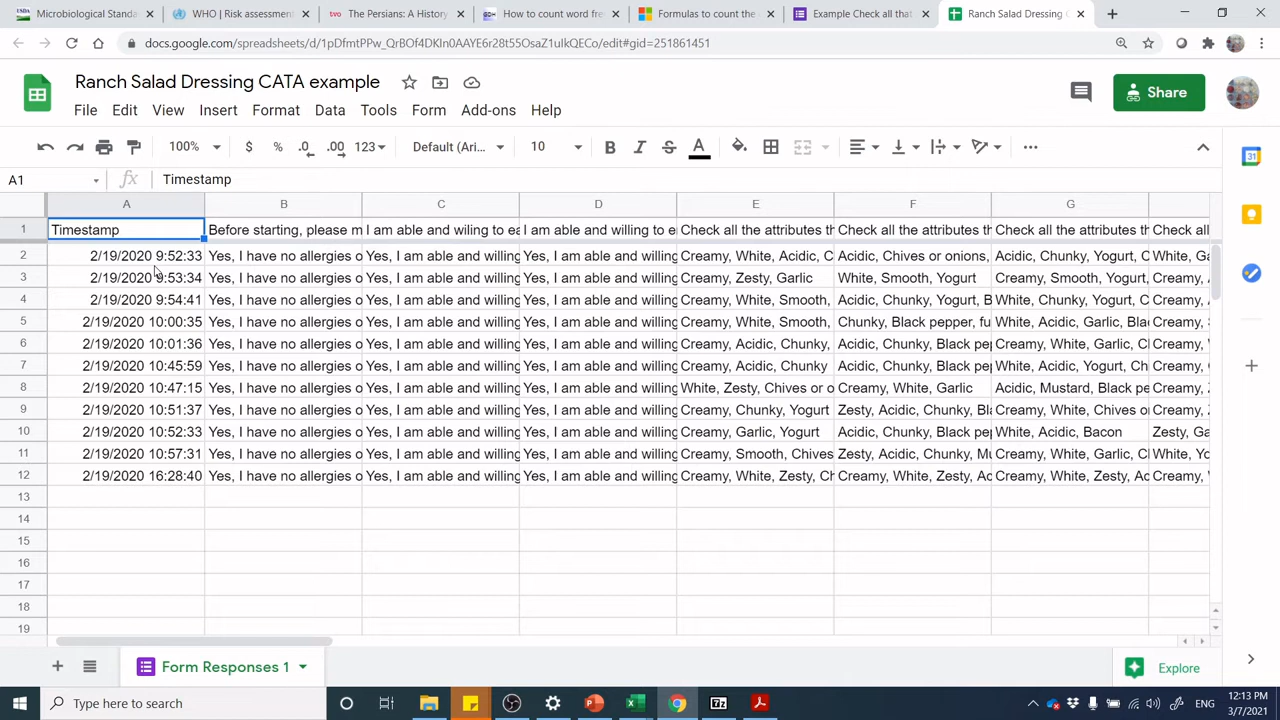 Microbiological Standa
WHO | Risk assessment
The Persians: A History
How to count word fre
Formulas to count the
Example Check all that
Ranch Salad Dressing C
docs.google.com/spreadsheets/d/1pDfmtPPw_QrBOf4DKIn0AAYE6r28t55OsaZ1uIkQECo/edit#gid=251861451
Ranch Salad Dressing CATA example
File Edit View Insert Format Data Tools Form Add-ons Help
Share
100% $ % .0 .00 123 Default (Ari... 10 B I S A
A1 fx Timestamp
A B C D E F G
1 Timestamp Before starting, please m I am able and wiling to ea I am able and willing to e Check all the attributes th Check all the attributes th Check all the attributes th Check all
2 2/19/2020 9:52:33 Yes, I have no allergies o Yes, I am able and willing Yes, I am able and willing Creamy, White, Acidic, C Acidic, Chives or onions, Acidic, Chunky, Yogurt, C White, Ga
3 2/19/2020 9:53:34 Yes, I have no allergies o Yes, I am able and willing Yes, I am able and willing Creamy, Zesty, Garlic White, Smooth, Yogurt Creamy, Smooth, Yogurt, Creamy,
4 2/19/2020 9:54:41 Yes, I have no allergies o Yes, I am able and willing Yes, I am able and willing Creamy, White, Smooth, Acidic, Chunky, Yogurt, B White, Chunky, Yogurt, C Creamy,
5 2/19/2020 10:00:35 Yes, I have no allergies o Yes, I am able and willing Yes, I am able and willing Creamy, White, Smooth, Chunky, Black pepper, fu White, Acidic, Garlic, Blac Creamy,
6 2/19/2020 10:01:36 Yes, I have no allergies o Yes, I am able and willing Yes, I am able and willing Creamy, Acidic, Chunky, Acidic, Chunky, Black pep Creamy, White, Garlic, C Creamy,
7 2/19/2020 10:45:59 Yes, I have no allergies o Yes, I am able and willing Yes, I am able and willing Creamy, Acidic, Chunky Acidic, Chunky, Black pep White, Acidic, Yogurt, Ch Creamy,
8 2/19/2020 10:47:15 Yes, I have no allergies o Yes, I am able and willing Yes, I am able and willing White, Zesty, Chives or o Creamy, White, Garlic Acidic, Mustard, Black pe Creamy,
9 2/19/2020 10:51:37 Yes, I have no allergies o Yes, I am able and willing Yes, I am able and willing Creamy, Chunky, Yogurt Zesty, Acidic, Chunky, Bl Creamy, White, Chives o Creamy,
10 2/19/2020 10:52:33 Yes, I have no allergies o Yes, I am able and willing Yes, I am able and willing Creamy, Garlic, Yogurt Acidic, Chunky, Black pep White, Acidic, Bacon Zesty, Ga
11 2/19/2020 10:57:31 Yes, I have no allergies o Yes, I am able and willing Yes, I am able and willing Creamy, Smooth, Chives Zesty, Acidic, Chunky, Mu Creamy, White, Garlic, C White, Yo
12 2/19/2020 16:28:40 Yes, I have no allergies o Yes, I am able and willing Yes, I am able and willing Creamy, White, Zesty, Ch Creamy, White, Zesty, Ac Creamy, White, Zesty, Ac Creamy,
13
14
15
16
17
18
19
Form Responses 1
Explore
Type here to search
ENG
12:13 PM
3/7/2021